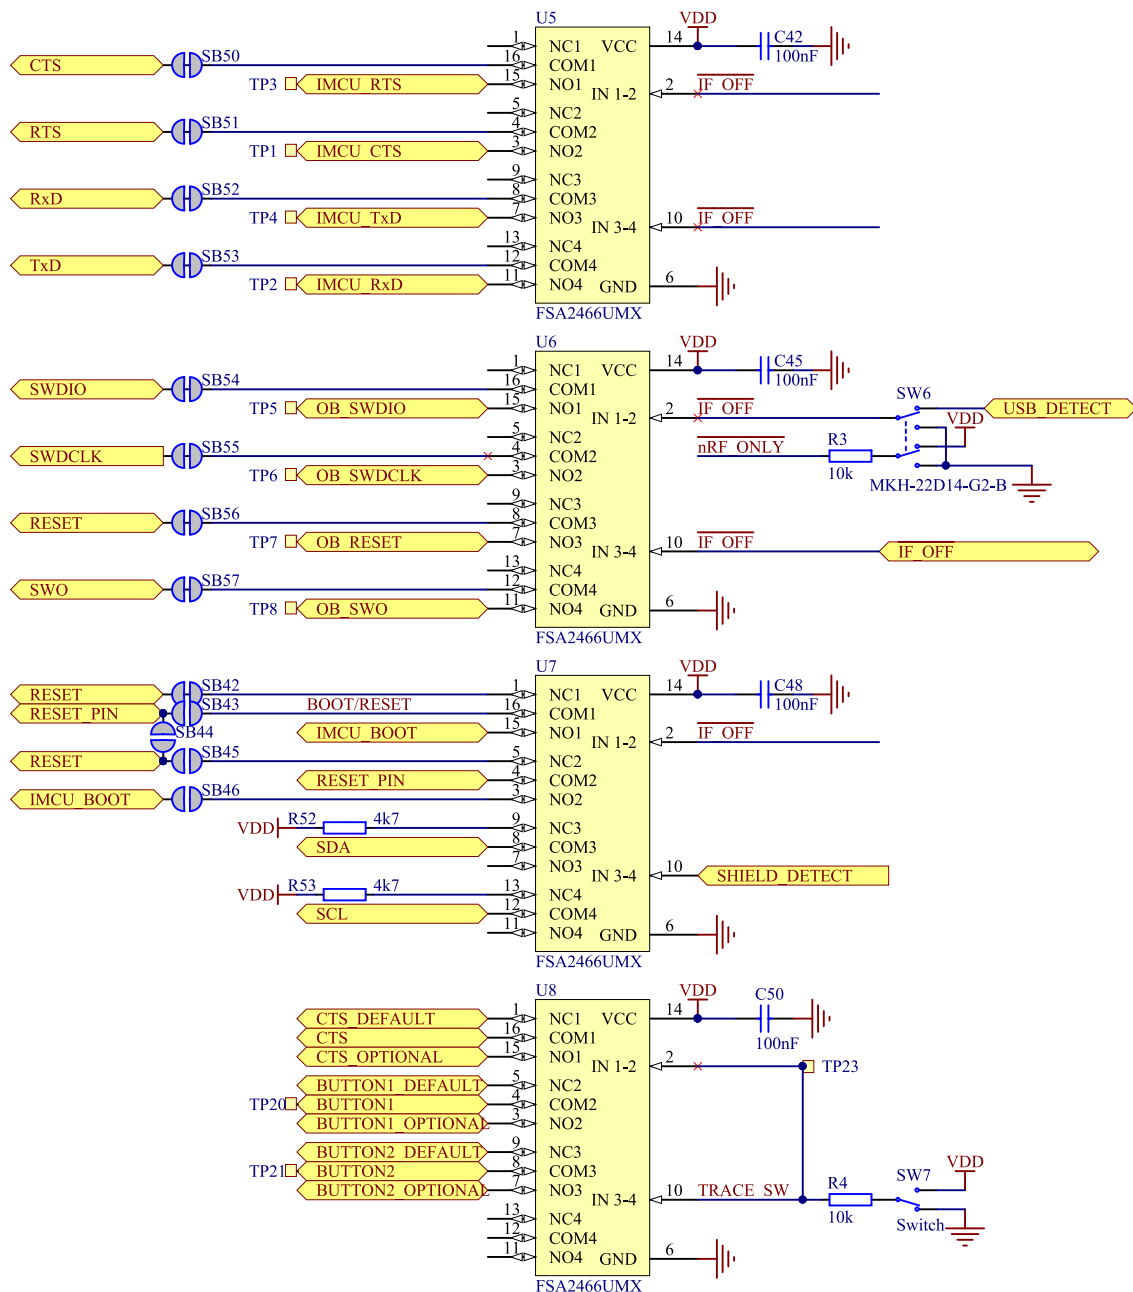 U5
VDD
1 NC1 VCC 14 C42
CTS SB50 16 COM1 100nF
TP3 IMCU_RTS 15 NO1
IN 1-2 2 IF_OFF
5 NC2
RTS SB51 4 COM2
TP1 IMCU_CTS 3 NO2
9 NC3
RxD SB52 8 COM3
TP4 IMCU_TxD 7 NO3
IN 3-4 10 IF_OFF
13 NC4
TxD SB53 12 COM4
TP2 IMCU_RxD 11 NO4
GND 6
FSA2466UMX
U6
VDD
1 NC1 VCC 14 C45
SWDIO SB54 16 COM1 100nF
TP5 OB_SWDIO 15 NO1
IN 1-2 2 IF_OFF SW6 USB_DETECT
VDD
5 NC2
SWDCLK SB55 4 COM2 nRF_ONLY R3
10k
TP6 OB_SWDCLK 3 NO2
MKH-22D14-G2-B
9 NC3
RESET SB56 8 COM3
TP7 OB_RESET 7 NO3
IN 3-4 10 IF_OFF IF_OFF
13 NC4
SWO SB57 12 COM4
TP8 OB_SWO 11 NO4
GND 6
FSA2466UMX
U7
VDD
RESET SB42 1 NC1 VCC 14 C48
100nF
RESET_PIN SB43 BOOT/RESET 16 COM1
SB44 IMCU_BOOT 15 NO1
IN 1-2 2 IF_OFF
RESET SB45 5 NC2
RESET_PIN 4 COM2
IMCU_BOOT SB46 3 NO2
VDD R52 4k7 9 NC3
SDA 8 COM3
7 NO3
IN 3-4 10 SHIELD_DETECT
VDD R53 4k7 13 NC4
SCL 12 COM4
11 NO4
GND 6
FSA2466UMX
U8
VDD
CTS_DEFAULT 1 NC1 VCC 14 C50
100nF
CTS 16 COM1
CTS_OPTIONAL 15 NO1
IN 1-2 2 TP23
BUTTON1_DEFAULT 5 NC2
TP20 BUTTON1 4 COM2
BUTTON1_OPTIONAL 3 NO2
BUTTON2_DEFAULT 9 NC3
TP21 BUTTON2 8 COM3
BUTTON2_OPTIONAL 7 NO3
IN 3-4 10 TRACE_SW R4
10k
SW7
VDD
Switch
13 NC4
12 COM4
11 NO4
GND 6
FSA2466UMX